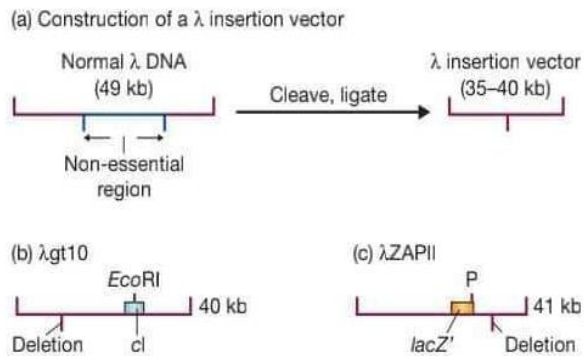 (a) Construction of a λ insertion vector
Normal λ DNA
(49 kb)
Cleave, ligate
λ insertion vector
(35–40 kb)
Non-essential
region
(b) λgt10
EcoRI
40 kb
Deletion
cI
(c) λZAPII
P
41 kb
lacZ'
Deletion